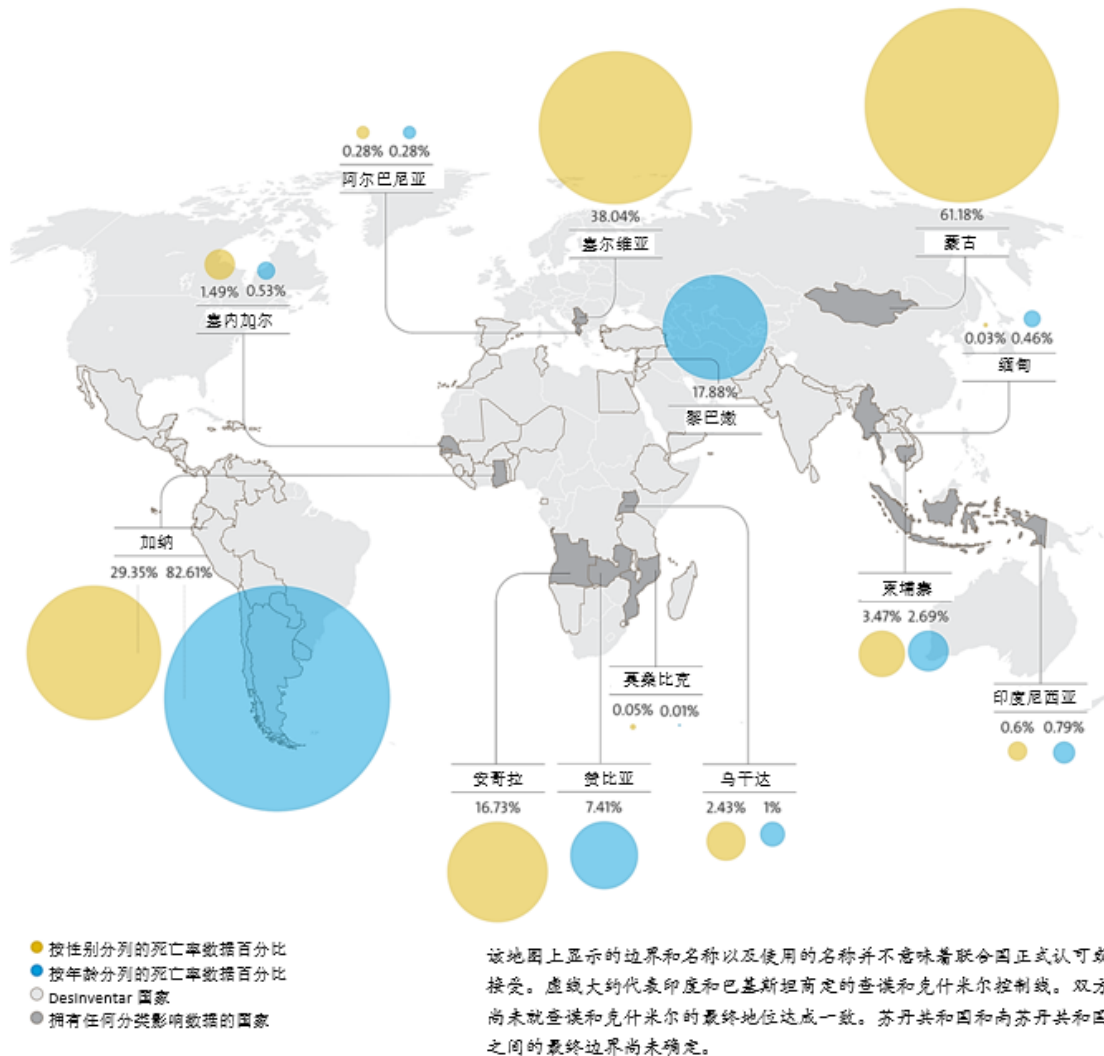 0.28% 0.28%
阿尔巴尼亚
38.04%
塞尔维亚
61.18%
蒙古
1.49% 0.53%
塞内加尔
0.03% 0.46%
缅甸
17.88%
黎巴嫩
加纳
29.35% 82.61%
柬埔寨
3.47% 2.69%
莫桑比克
0.05% 0.01%
印度尼西亚
0.6% 0.79%
安哥拉
16.73%
赞比亚
7.41%
乌干达
2.43% 1%
按性别分列的死亡率数据百分比
按年龄分列的死亡率数据百分比
DesInventar 国家
拥有任何分类影响数据的国家
该地图上显示的边界和名称以及使用的名称并不意味着联合国正式认可或
接受。虚线大约代表印度和巴基斯坦商定的查谟和克什米尔控制线。双方
尚未就查谟和克什米尔的最终地位达成一致。苏丹共和国和南苏丹共和国
之间的最终边界尚未确定。